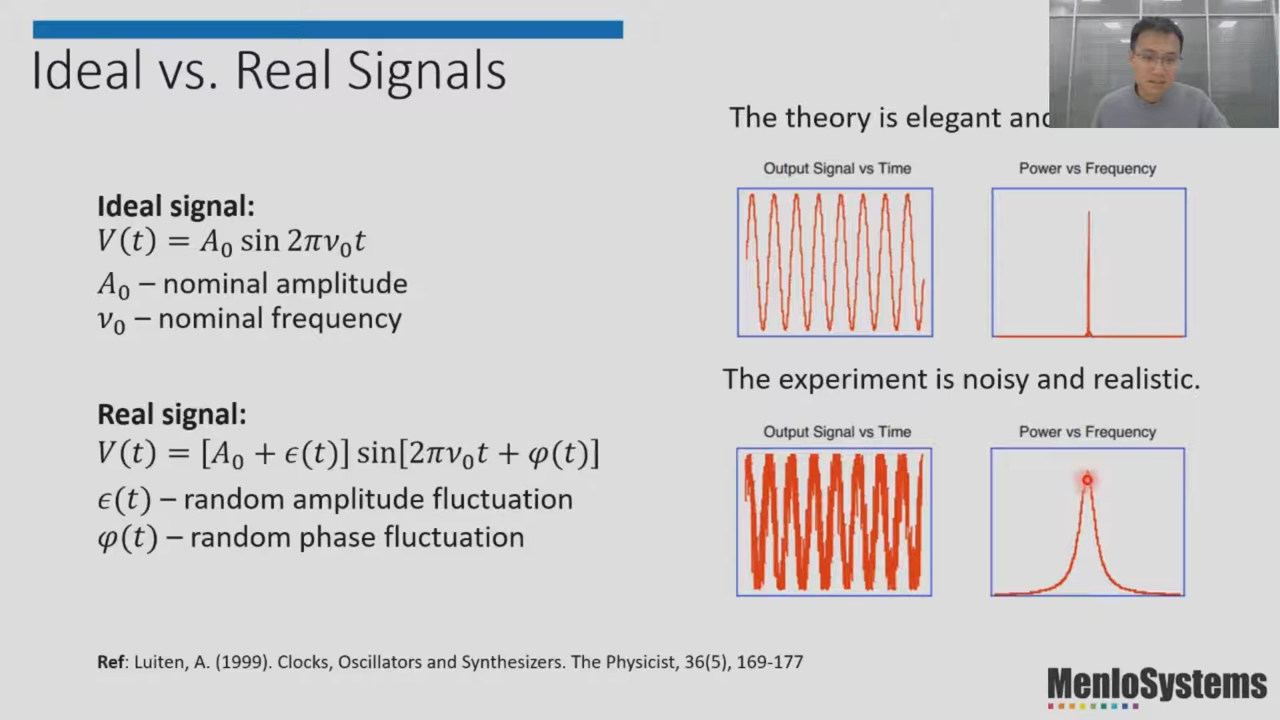 Ideal vs. Real Signals
Ideal signal:
V(t) = A₀ sin 2πν₀t
A₀ – nominal amplitude
ν₀ – nominal frequency
Real signal:
V(t) = [A₀ + ϵ(t)] sin[2πν₀t + φ(t)]
ϵ(t) – random amplitude fluctuation
φ(t) – random phase fluctuation
The theory is elegant and
Output Signal vs Time
Power vs Frequency
The experiment is noisy and realistic.
Output Signal vs Time
Power vs Frequency
Ref: Luiten, A. (1999). Clocks, Oscillators and Synthesizers. The Physicist, 36(5), 169-177
MenloSystems